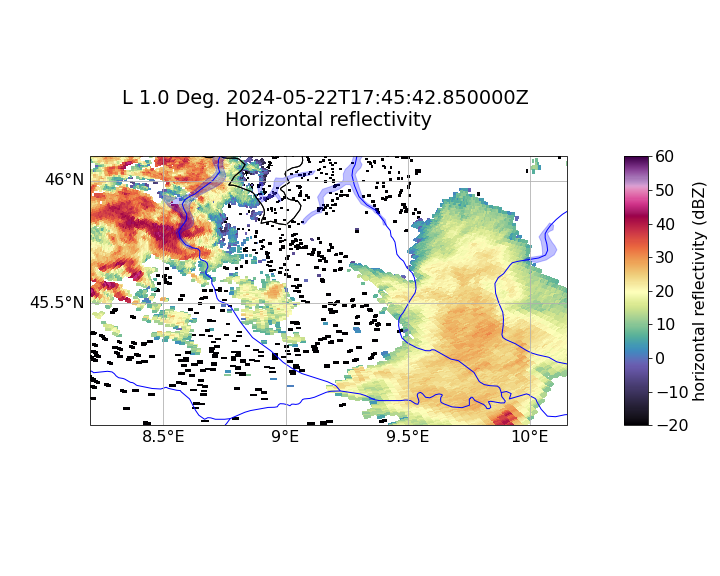 L 1.0 Deg. 2024-05-22T17:45:42.850000Z
Horizontal reflectivity
46°N
45.5°N
8.5°E
9°E
9.5°E
10°E
60
50
40
30
20
10
0
−10
−20
horizontal reflectivity (dBZ)